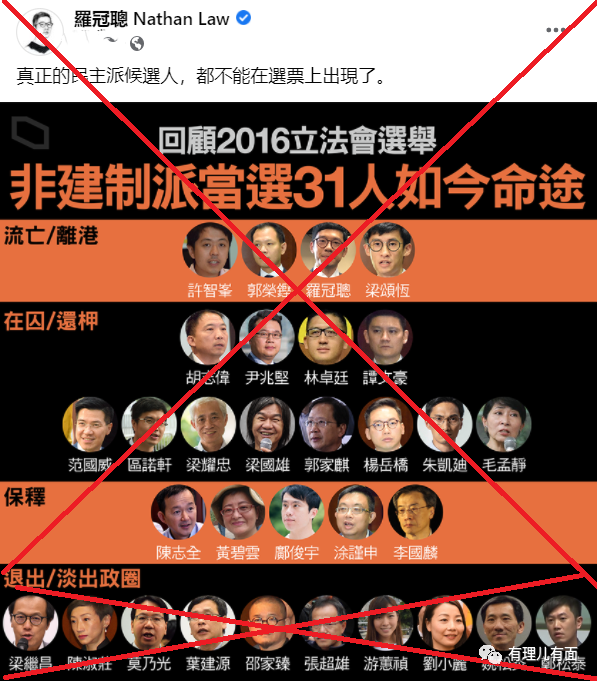 羅冠聰 Nathan Law
真正的民主派候選人，都不能在選票上出現了。
回顧2016立法會選舉
非建制派當選31人如今命途
流亡/離港
許智峯 郭榮鏗 羅冠聰 梁頌恆
在囚/還柙
胡志偉 尹兆堅 林卓廷 譚文豪
范國威 區諾軒 梁耀忠 梁國雄 郭家麒 楊岳橋 朱凱廸 毛孟靜
保釋
陳志全 黃碧雲 鄺俊宇 涂謹申 李國麟
退出/淡出政圈
梁繼昌 陳淑莊 莫乃光 葉建源 邵家臻 張超雄 游蕙禎 劉小麗 姚松炎 鄭松泰
有理儿有面